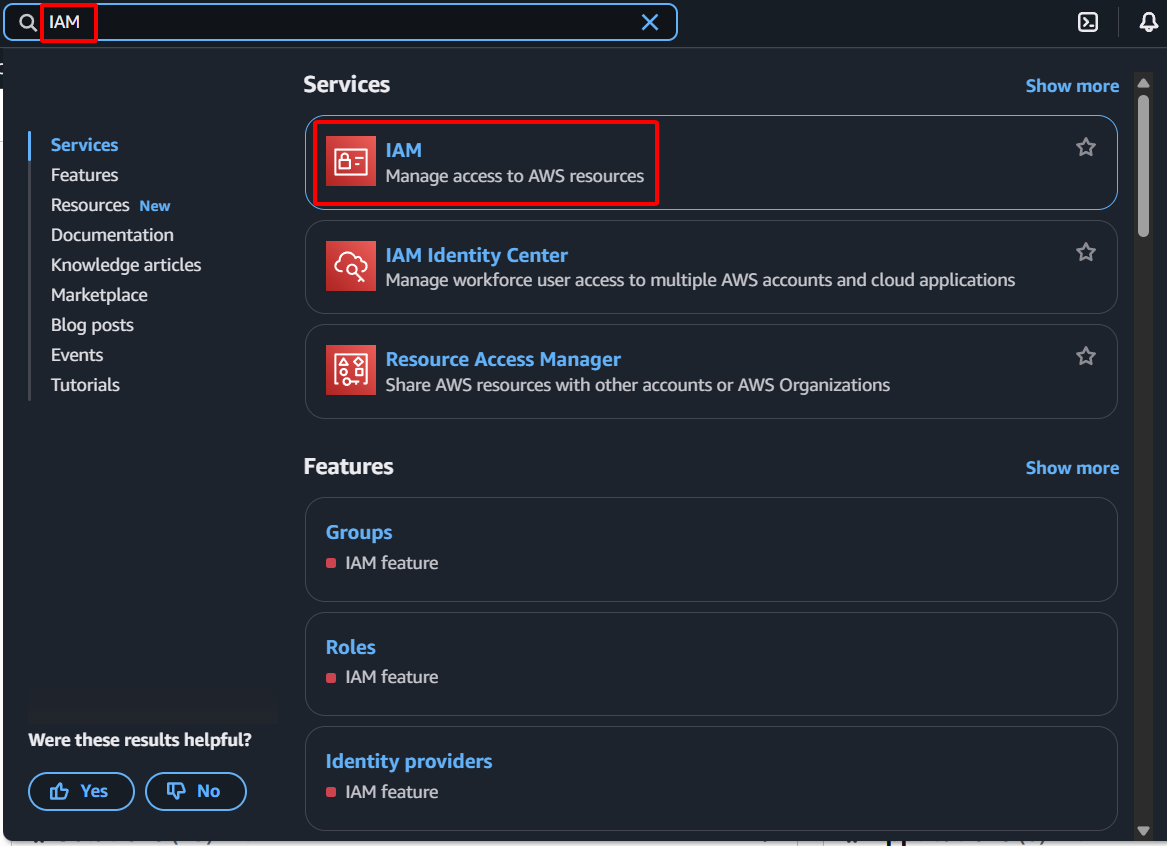 IAM
Services
Show more
Services
Features
Resources New
Documentation
Knowledge articles
Marketplace
Blog posts
Events
Tutorials
IAM
Manage access to AWS resources
IAM Identity Center
Manage workforce user access to multiple AWS accounts and cloud applications
Resource Access Manager
Share AWS resources with other accounts or AWS Organizations
Features
Show more
Groups
IAM feature
Roles
IAM feature
Identity providers
IAM feature
Were these results helpful?
Yes
No